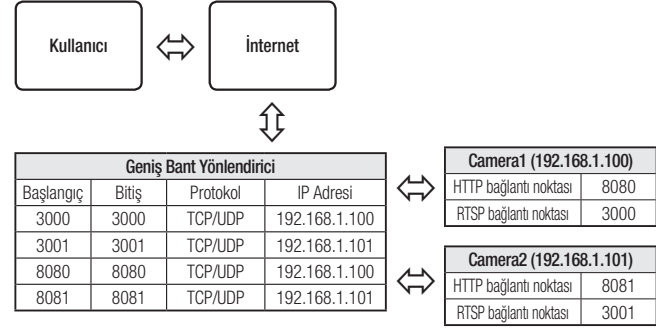 Kullanıcı
İnternet
Geniş Bant Yönlendirici
Başlangıç Bitiş Protokol IP Adresi
3000 3000 TCP/UDP 192.168.1.100
3001 3001 TCP/UDP 192.168.1.101
8080 8080 TCP/UDP 192.168.1.100
8081 8081 TCP/UDP 192.168.1.101
Camera1 (192.168.1.100)
HTTP bağlantı noktası 8080
RTSP bağlantı noktası 3000
Camera2 (192.168.1.101)
HTTP bağlantı noktası 8081
RTSP bağlantı noktası 3001